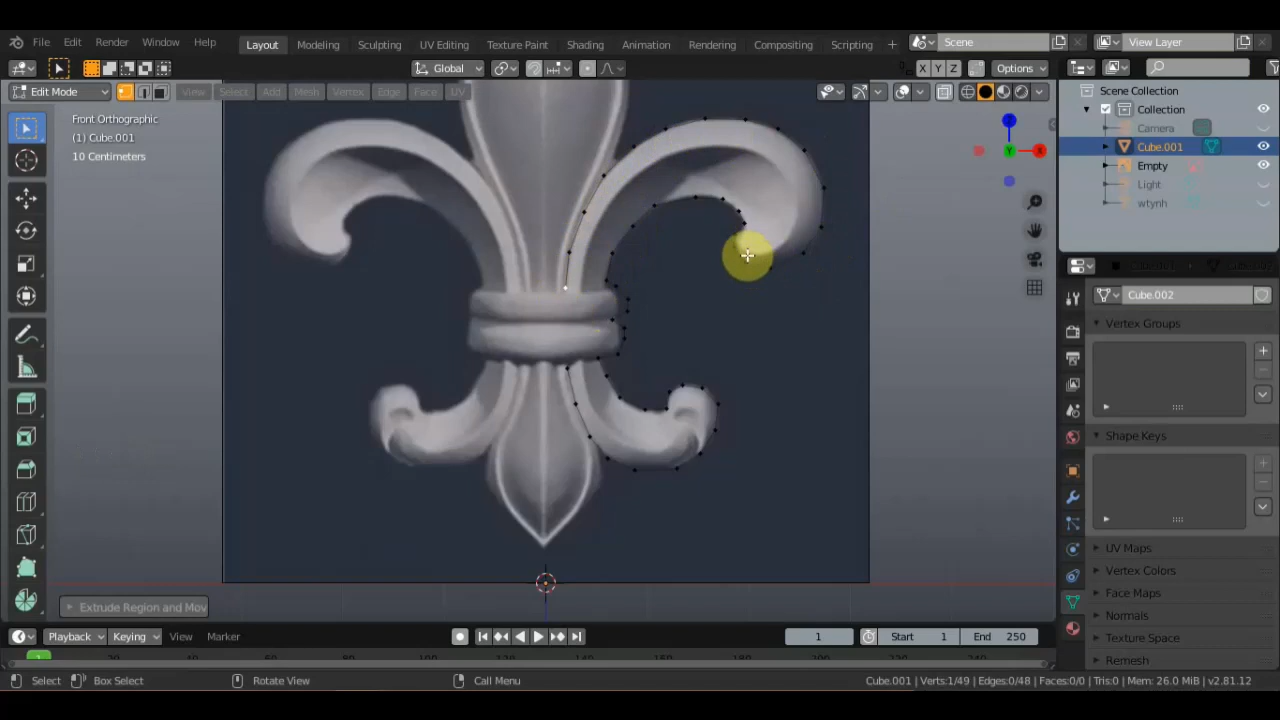 File Edit Render Window Help Layout Modeling Sculpting UV Editing Texture Paint Shading Animation Rendering Compositing Scripting + Scene View Layer
Global X Y Z Options
Edit Mode View Select Add Mesh Vertex Edge Face UV
Scene Collection
Collection
Camera
Cube.001
Empty
Light
wtynh
Front Orthographic
(1) Cube.001
10 Centimeters
Z
Y
X
Cube.002
Vertex Groups
Shape Keys
UV Maps
Vertex Colors
Face Maps
Normals
Texture Space
Remesh
Extrude Region and Mov
Playback Keying View Marker 1 Start 1 End 250
1
Select Box Select Rotate View Call Menu Cube.001 | Verts:1/49 | Edges:0/48 | Faces:0/0 | Tris:0 | Mem: 26.0 MiB | v2.81.12